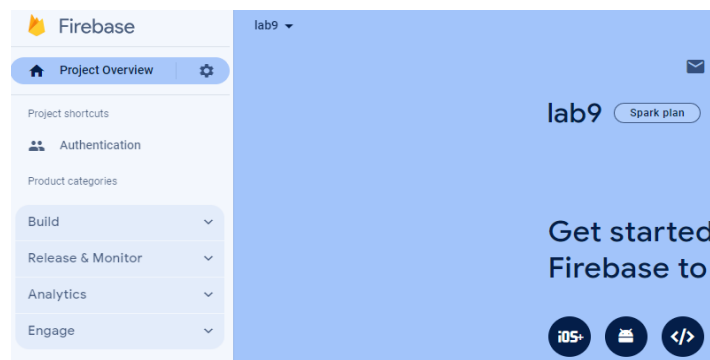 Firebase
lab9
Project Overview
Project shortcuts
Authentication
Product categories
Build
Release & Monitor
Analytics
Engage
lab9
Spark plan
Get started
Firebase to
iOS+
</>